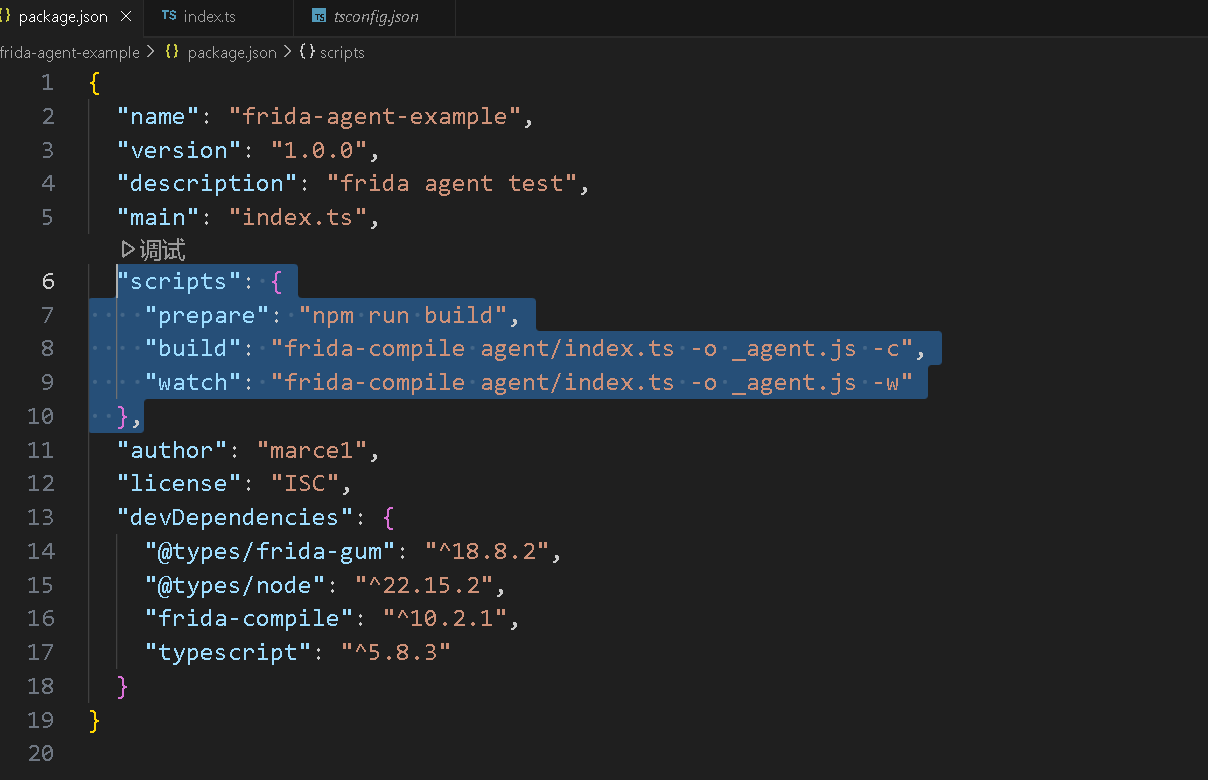 {} package.json × TS index.ts TS tsconfig.json
frida-agent-example > {} package.json > {} scripts
1 {
2 "name": "frida-agent-example",
3 "version": "1.0.0",
4 "description": "frida agent test",
5 "main": "index.ts",
▷调试
6 "scripts": {
7 "prepare": "npm run build",
8 "build": "frida-compile agent/index.ts -o _agent.js -c",
9 "watch": "frida-compile agent/index.ts -o _agent.js -w"
10 },
11 "author": "marce1",
12 "license": "ISC",
13 "devDependencies": {
14 "@types/frida-gum": "^18.8.2",
15 "@types/node": "^22.15.2",
16 "frida-compile": "^10.2.1",
17 "typescript": "^5.8.3"
18 }
19 }
20